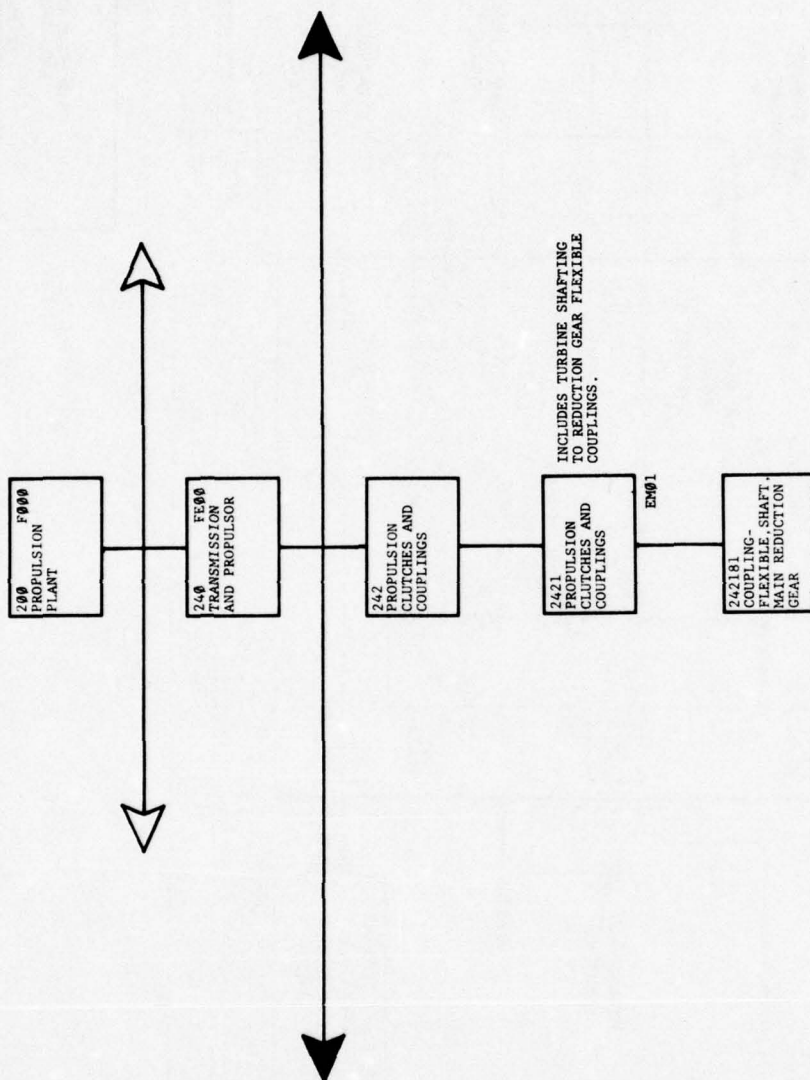 200 F000
PROPULSION
PLANT
240 FE00
TRANSMISSION
AND PROPULSOR
242
PROPULSION
CLUTCHES AND
COUPLINGS
2421
PROPULSION
CLUTCHES AND
COUPLINGS
INCLUDES TURBINE SHAFTING
TO REDUCTION GEAR FLEXIBLE
COUPLINGS.
EM01
242181
COUPLING-
FLEXIBLE, SHAFT,
MAIN REDUCTION
GEAR